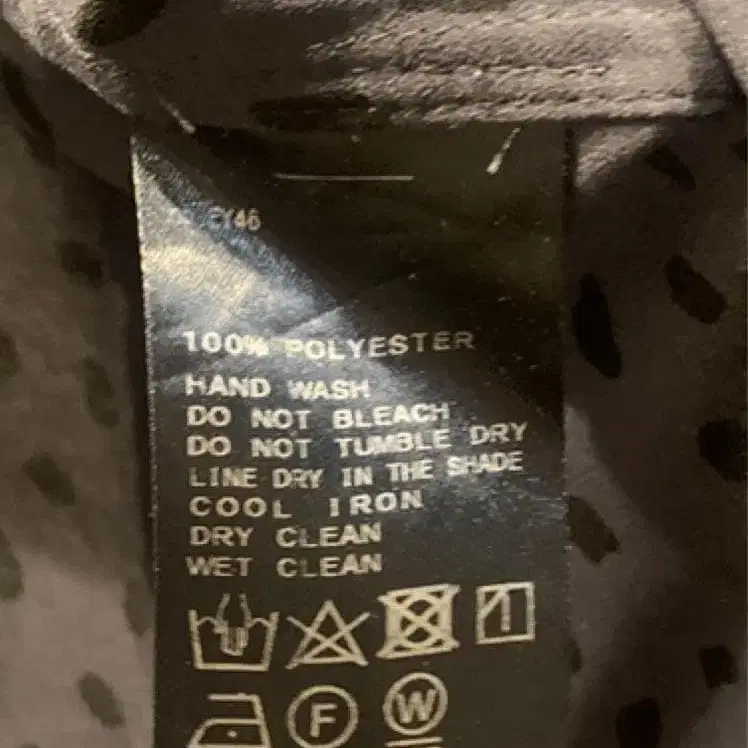 100% POLYESTER
HAND WASH
DO NOT BLEACH
DO NOT TUMBLE DRY
LINE DRY IN THE SHADE
COOL IRON
DRY CLEAN
WET CLEAN
F
W